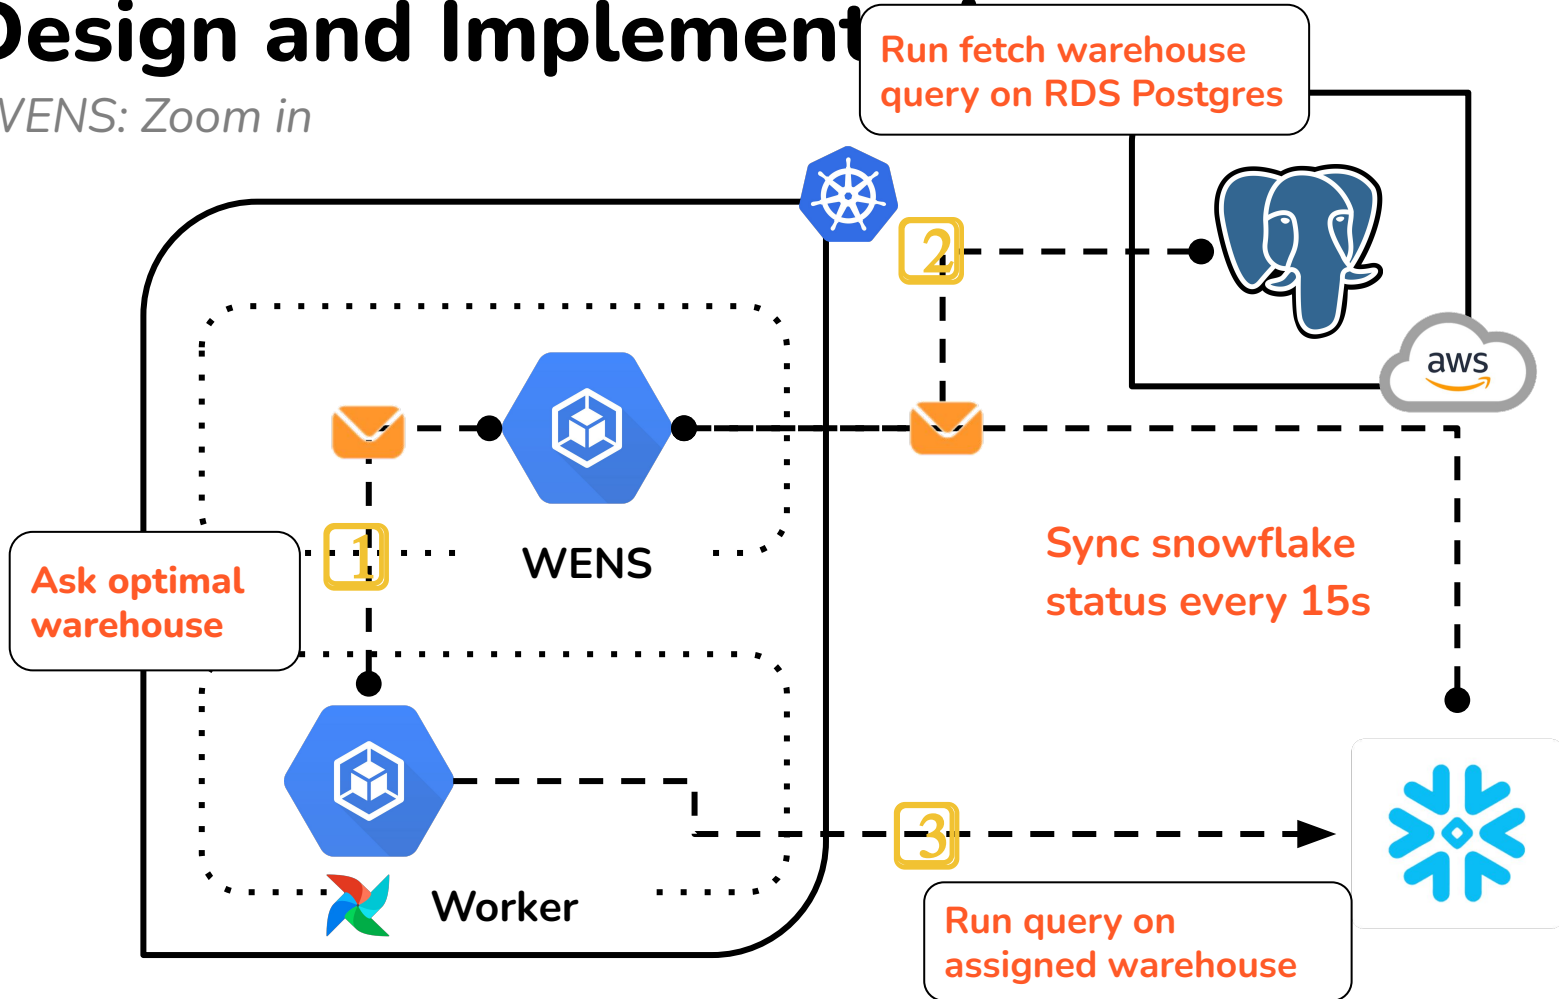 Design and Implement
WENS: Zoom in
Run fetch warehouse
query on RDS Postgres
2
aws
1
WENS
Ask optimal
warehouse
Sync snowflake
status every 15s
3
Worker
Run query on
assigned warehouse